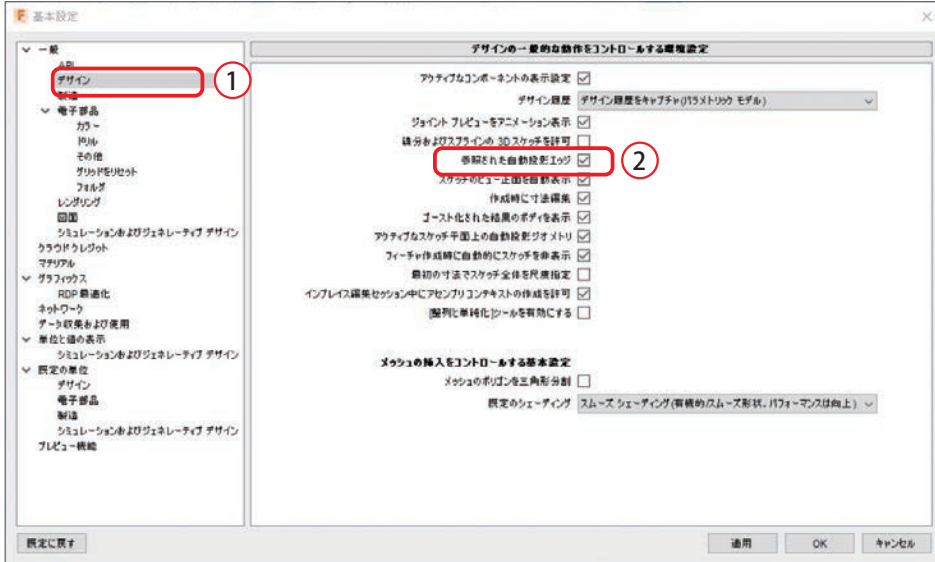 基本設定
一般
API
デザイン
①
製造
電子部品
カラー
ドリル
その他
グリッドをリセット
フォルダ
レンダリング
図面
シミュレーションおよびジェネレーティブ デザイン
クラウドクレジット
マテリアル
グラフィックス
RDP 最適化
ネットワーク
データ収集および使用
単位と値の表示
シミュレーションおよびジェネレーティブ デザイン
既定の単位
デザイン
電子部品
製造
シミュレーションおよびジェネレーティブ デザイン
プレビュー機能
デザインの一般的な動作をコントロールする環境設定
アクティブなコンポーネントの表示設定
デザイン履歴 デザイン履歴をキャプチャ(パラメトリック モデル)
ジョイント プレビューをアニメーション表示
線分およびスプラインの 3D スケッチを許可
参照された自動投影エッジ
②
スケッチのビュー正面を自動表示
作成時に寸法編集
ゴースト化された結果のボディを表示
アクティブなスケッチ平面上の自動投影ジオメトリ
フィーチャ作成時に自動的にスケッチを非表示
最初の寸法でスケッチ全体を尺度指定
インプレイス編集セッション中にアセンブリ コンテキストの作成を許可
[整列と単純化]ツールを有効にする
メッシュの挿入をコントロールする基本設定
メッシュのポリゴンを三角形分割
既定のシェーディング スムーズ シェーディング(有機的/スムーズ形状、パフォーマンスは向上)
既定に戻す
適用
OK
キャンセル